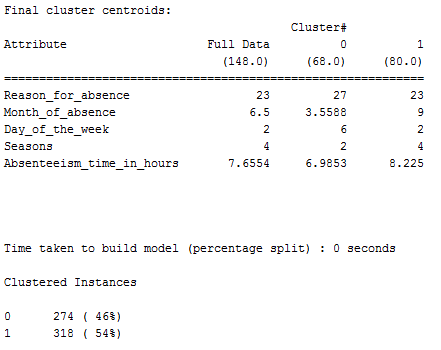 Final cluster centroids:
Cluster#
Attribute Full Data 0 1
(148.0) (68.0) (80.0)
==========================================================================
Reason_for_absence 23 27 23
Month_of_absence 6.5 3.5588 9
Day_of_the_week 2 6 2
Seasons 4 2 4
Absenteeism_time_in_hours 7.6554 6.9853 8.225
Time taken to build model (percentage split) : 0 seconds
Clustered Instances
0 274 ( 46%)
1 318 ( 54%)